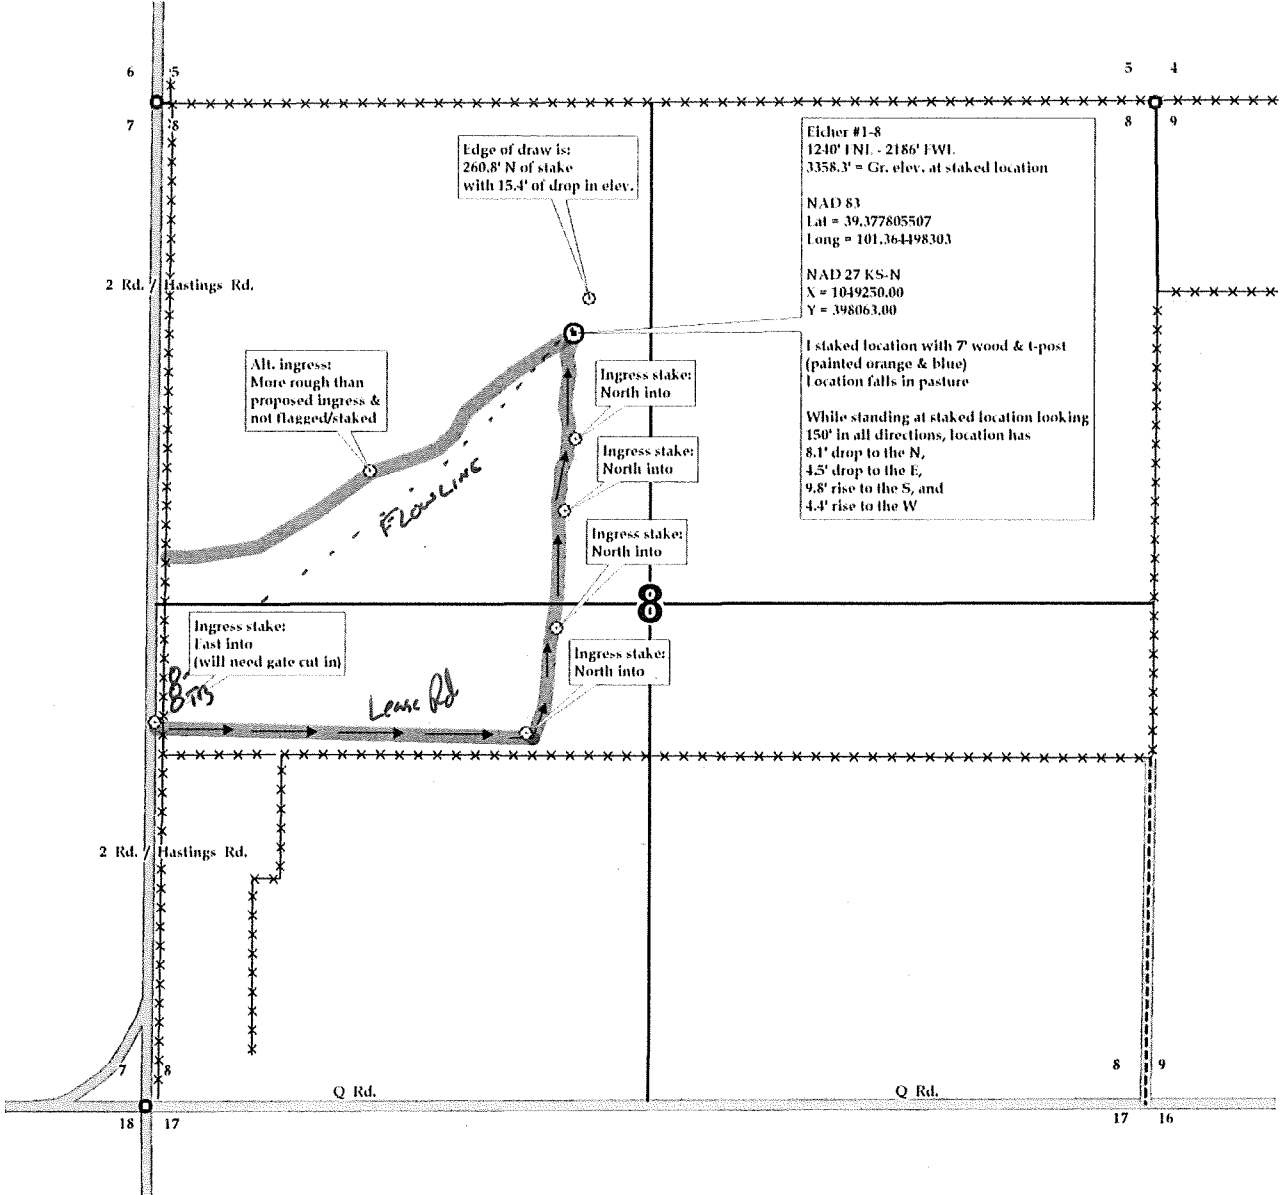 6 5
5 4
7 8
8 9
Edge of draw is:
260.8' N of stake
with 15.4' of drop in elev.
Eicher #1-8
1240' FNL - 2186' FWL
3358.3' = Gr. elev. at staked location
NAD 83
Lat = 39.377805507
Long = 101.364498303
NAD 27 KS-N
X = 1049250.00
Y = 398063.00
I staked location with 7' wood & t-post
(painted orange & blue)
Location falls in pasture
While standing at staked location looking
150' in all directions, location has
8.1' drop to the N,
4.5' drop to the E,
9.8' rise to the S, and
4.4' rise to the W
2 Rd. / Hastings Rd.
Alt. ingress:
More rough than
proposed ingress &
not flagged/staked
Ingress stake:
North into
Ingress stake:
North into
FLOWLINE
Ingress stake:
North into
8
Ingress stake:
East into
(will need gate cut in)
Ingress stake:
North into
TB
Lease Rd
2 Rd. / Hastings Rd.
7 8
8 9
Q Rd.
Q Rd.
18 17
17 16